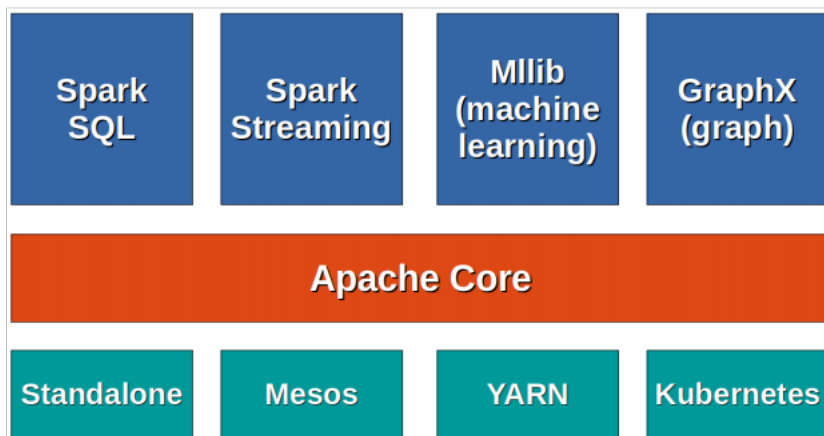 Spark
SQL
Spark
Streaming
Mllib
(machine
learning)
GraphX
(graph)
Apache Core
Standalone
Mesos
YARN
Kubernetes